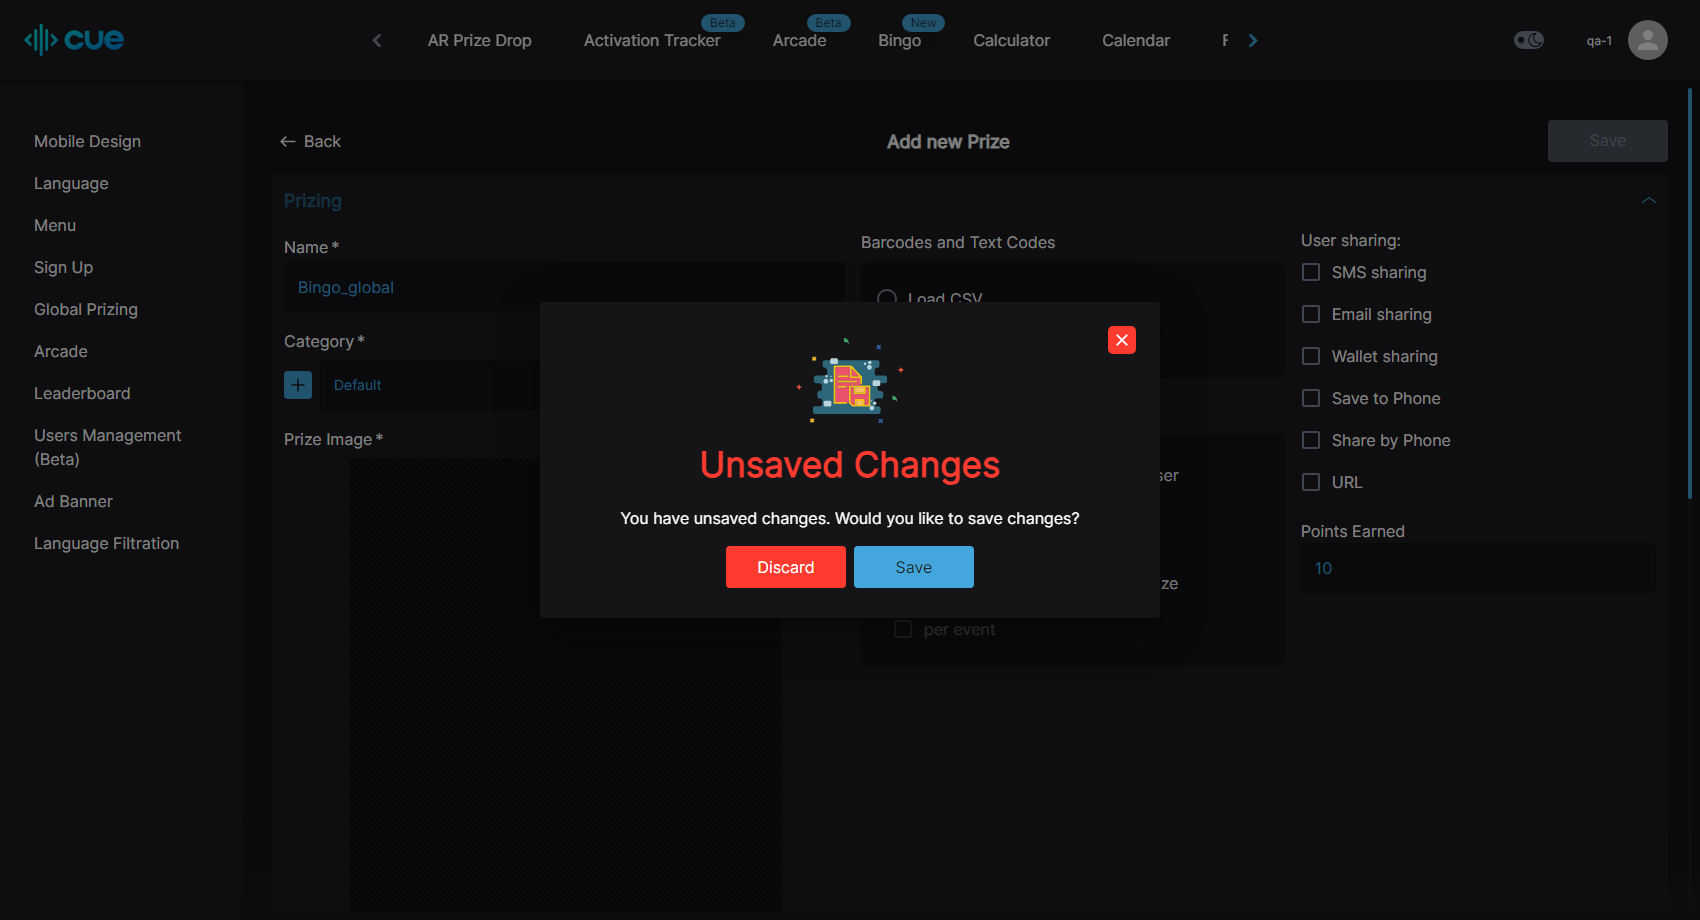 cue
AR Prize Drop
Activation Tracker
Beta
Arcade
Beta
Bingo
New
Calculator
Calendar
qa-1
Mobile Design
Language
Menu
Sign Up
Global Prizing
Arcade
Leaderboard
Users Management
(Beta)
Ad Banner
Language Filtration
Back
Add new Prize
Save
Prizing
Name *
Bingo_global
Category *
Default
Prize Image *
Barcodes and Text Codes
Load CSV
per event
User sharing:
SMS sharing
Email sharing
Wallet sharing
Save to Phone
Share by Phone
URL
Points Earned
10
Unsaved Changes
You have unsaved changes. Would you like to save changes?
Discard
Save